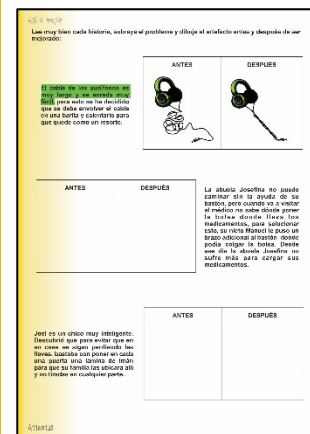 Así o mejor
Lee muy bien cada historia, subraya el problema y dibuja el artefacto antes y después de ser
mejorado:
ANTES
DESPUÉS
El cable de los audífonos es
muy largo y se enreda muy
fácil, para esto se ha decidido
que se debe envolver el cable
en una barita y calentarlo para
que quede como un resorte.
ANTES
DESPUÉS
La abuela Josefina no puede
caminar sin la ayuda de su
bastón, pero cuando va a visitar
al médico no sabe dónde poner
la bolsa donde lleva los
medicamentos, para solucionar
esto, su nieto Manuel le puso un
brazo adicional al bastón donde
podía colgar la bolsa. Desde
ese día la abuela Josefina no
sufre más para cargar sus
medicamentos.
ANTES
DESPUÉS
Joel es un chico muy inteligente.
Descubrió que para evitar que en
su casa se sigan perdiendo las
llaves, bastaba con poner en cada
una puerta una lamina de imán
para que su familia las ubicara allí
y no tiradas en cualquier parte.